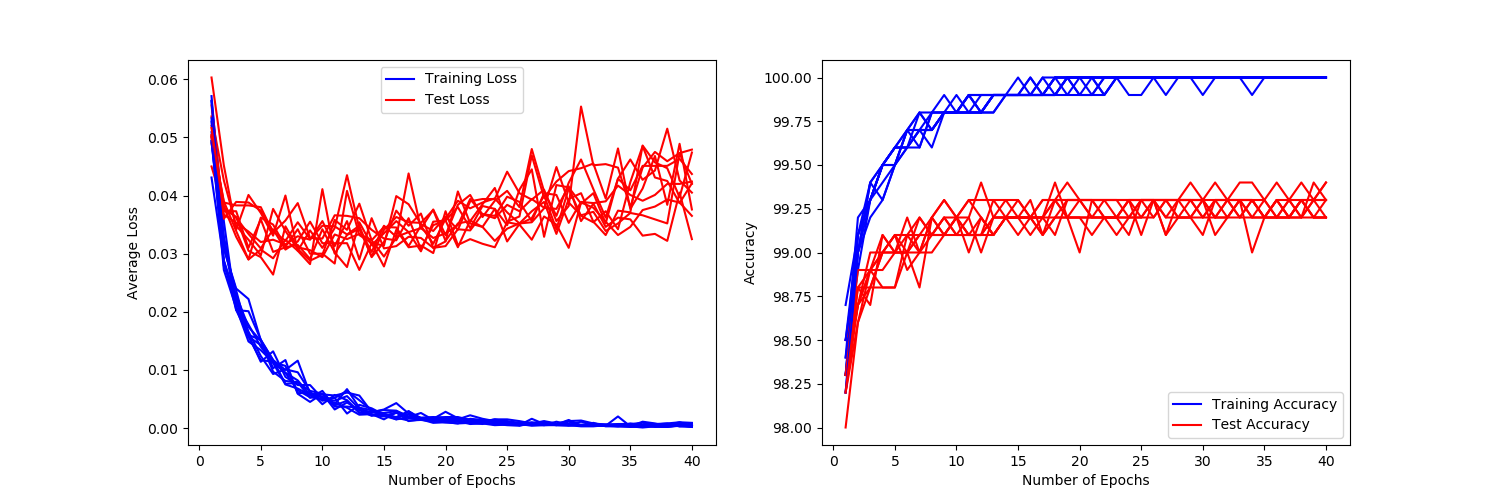 Training Loss
Test Loss
0.06
0.05
0.04
0.03
0.02
0.01
0.00
Average Loss
0 5 10 15 20 25 30 35 40
Number of Epochs
100.00
99.75
99.50
99.25
99.00
98.75
98.50
98.25
98.00
Accuracy
Training Accuracy
Test Accuracy
0 5 10 15 20 25 30 35 40
Number of Epochs